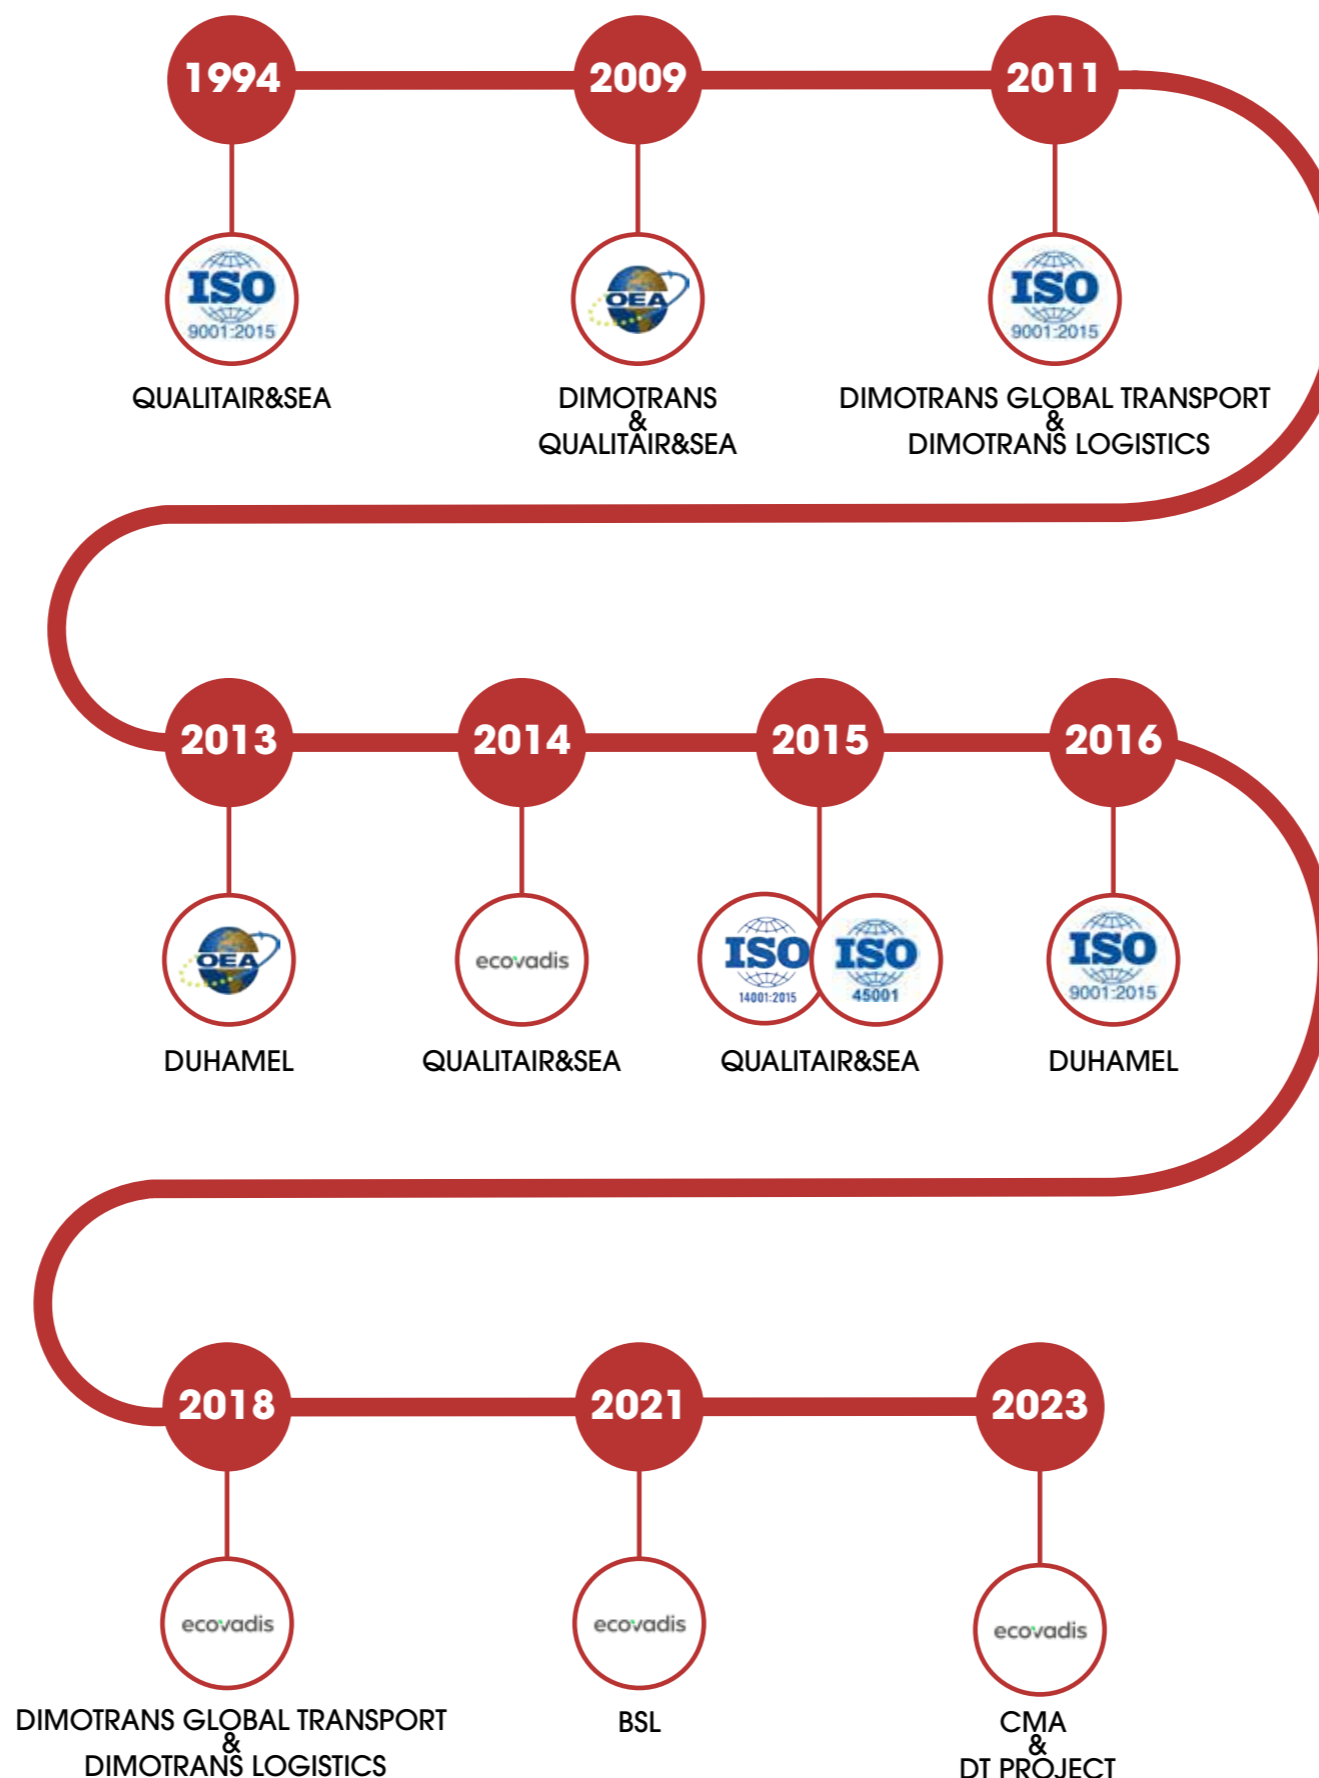 1994
2009
2011
ISO
9001:2015
OEA
ISO
9001:2015
QUALITAIR&SEA
DIMOTRANS
&
QUALITAIR&SEA
DIMOTRANS GLOBAL TRANSPORT
&
DIMOTRANS LOGISTICS
2013
2014
2015
2016
OEA
ecovadis
ISO
14001:2015
ISO
45001
ISO
9001:2015
DUHAMEL
QUALITAIR&SEA
QUALITAIR&SEA
DUHAMEL
2018
2021
2023
ecovadis
ecovadis
ecovadis
DIMOTRANS GLOBAL TRANSPORT
&
DIMOTRANS LOGISTICS
BSL
CMA
&
DT PROJECT